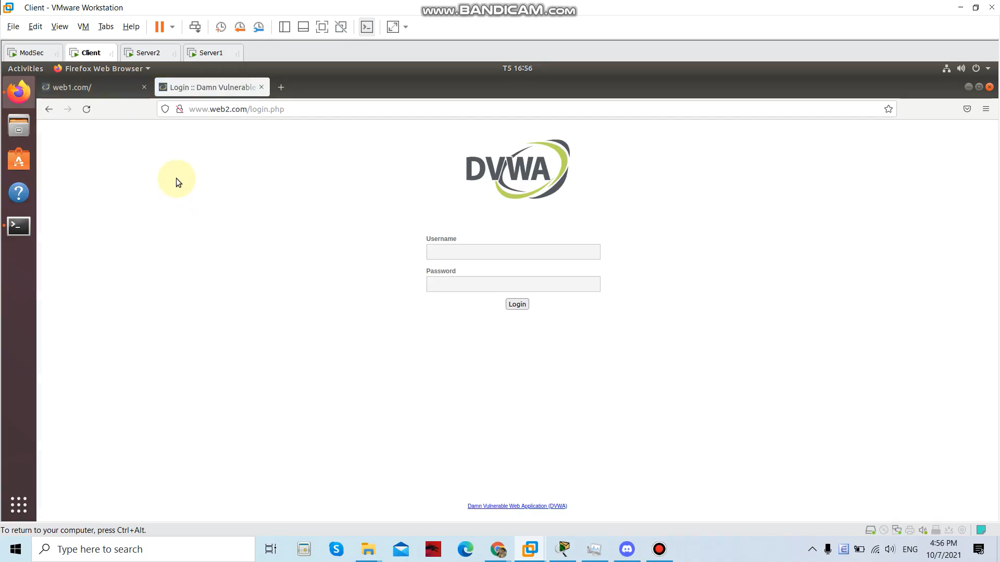 Client - VMware Workstation
www.BANDICAM.com
File Edit View VM Tabs Help
ModSec Client Server2 Server1
Activities Firefox Web Browser T5 16:56
web1.com/ Login :: Damn Vulnerable
www.web2.com/login.php
DVWA
Username
Password
Login
Damn Vulnerable Web Application (DVWA)
To return to your computer, press Ctrl+Alt.
Type here to search
ENG
4:56 PM
10/7/2021